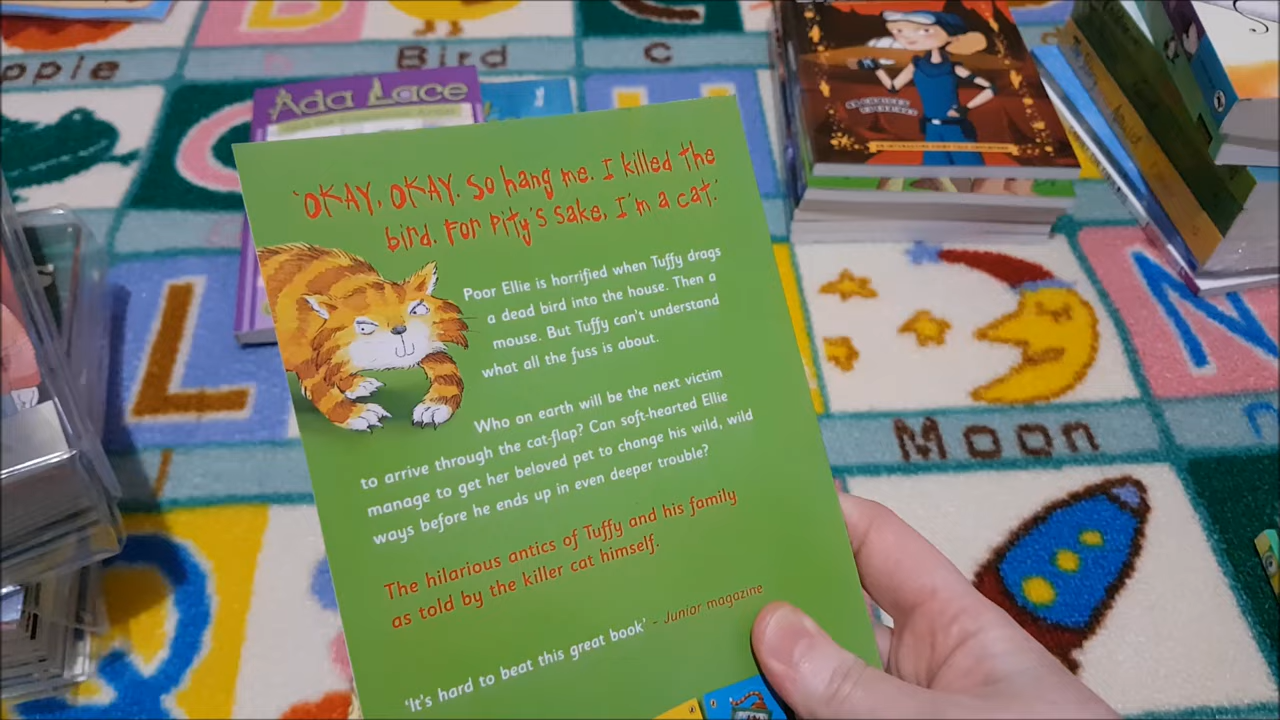 pple
Bird
C
Ada Lace
'OKAY, OKAY. So hang me. I killed the
bird. For pity's sake, I'm a cat.'
Poor Ellie is horrified when Tuffy drags
a dead bird into the house. Then a
mouse. But Tuffy can't understand
what all the fuss is about.
Who on earth will be the next victim
to arrive through the cat-flap? Can soft-hearted Ellie
manage to get her beloved pet to change his wild, wild
ways before he ends up in even deeper trouble?
The hilarious antics of Tuffy and his family
as told by the killer cat himself.
'It's hard to beat this great book' - Junior magazine
L
N
Moon
n